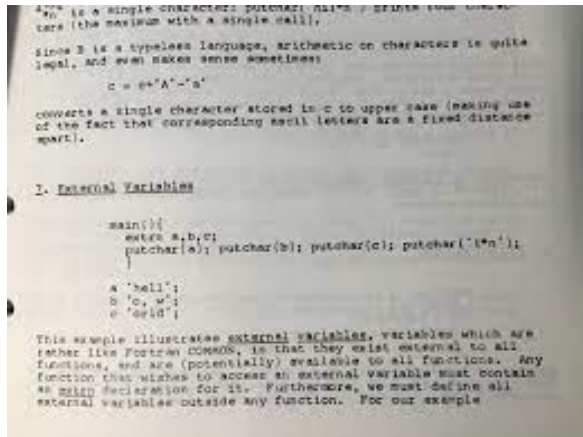 '*n' is a single character; putchar('hi!*n') prints four charac-
ters (the maximum with a single call).
Since B is a typeless language, arithmetic on characters is quite
legal, and even makes sense sometimes:
c = c+'A'-'a'
converts a single character stored in c to upper case (making use
of the fact that corresponding ascii letters are a fixed distance
apart).
7. External Variables
main(){
extrn a,b,c;
putchar(a); putchar(b); putchar(c); putchar('!*n');
}
a 'hell';
b 'o, w';
c 'orld';
This example illustrates external variables, variables which are
rather like Fortran COMMON, in that they exist external to all
functions, and are (potentially) available to all functions. Any
function that wishes to access an external variable must contain
an extrn declaration for it. Furthermore, we must define all
external variables outside any function. For our example